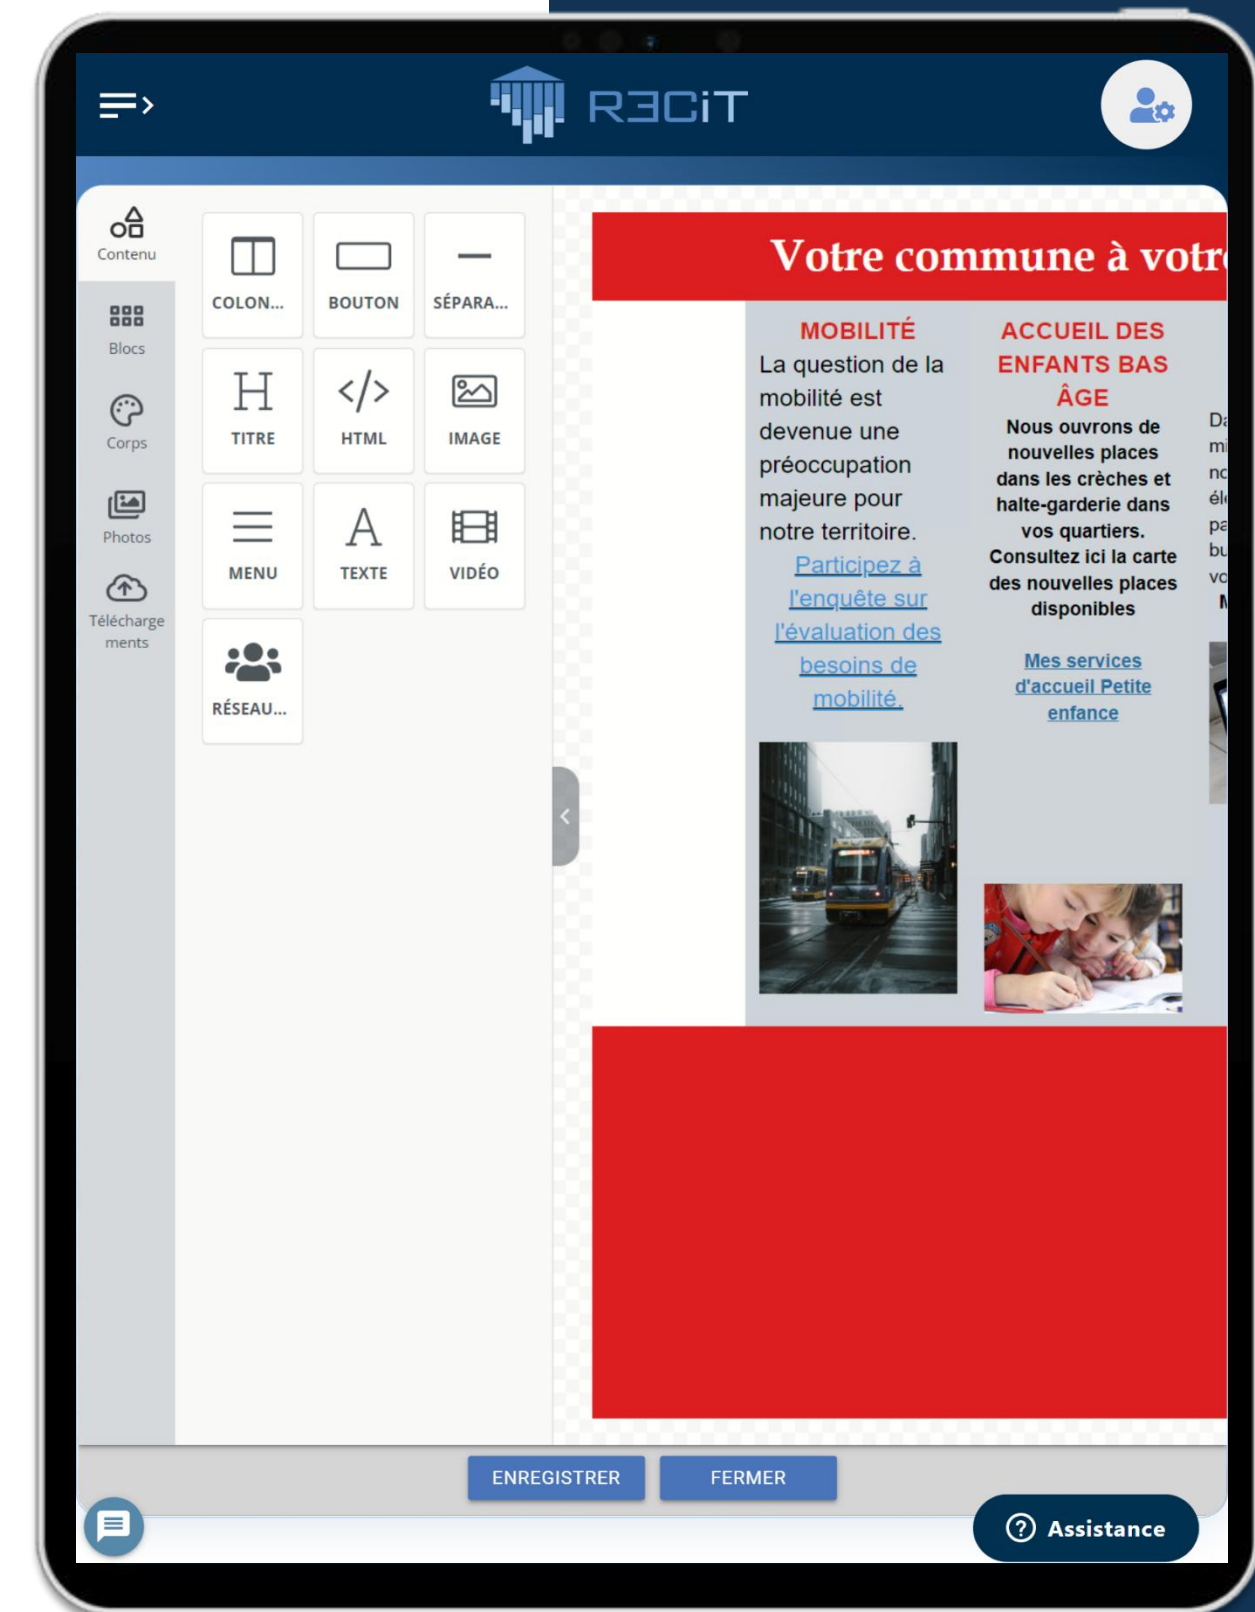 R3CiT
Contenu
Blocs
Corps
Photos
Télécharge
ments
COLON...
BOUTON
SÉPARA...
TITRE
HTML
IMAGE
MENU
TEXTE
VIDÉO
RÉSEAU...
Votre commune à votre
MOBILITÉ
La question de la
mobilité est
devenue une
préoccupation
majeure pour
notre territoire.
Participez à
l'enquête sur
l'évaluation des
besoins de
mobilité.
ACCUEIL DES
ENFANTS BAS
ÂGE
Nous ouvrons de
nouvelles places
dans les crèches et
halte-garderie dans
vos quartiers.
Consultez ici la carte
des nouvelles places
disponibles
Mes services
d'accueil Petite
enfance
ENREGISTRER
FERMER
Assistance